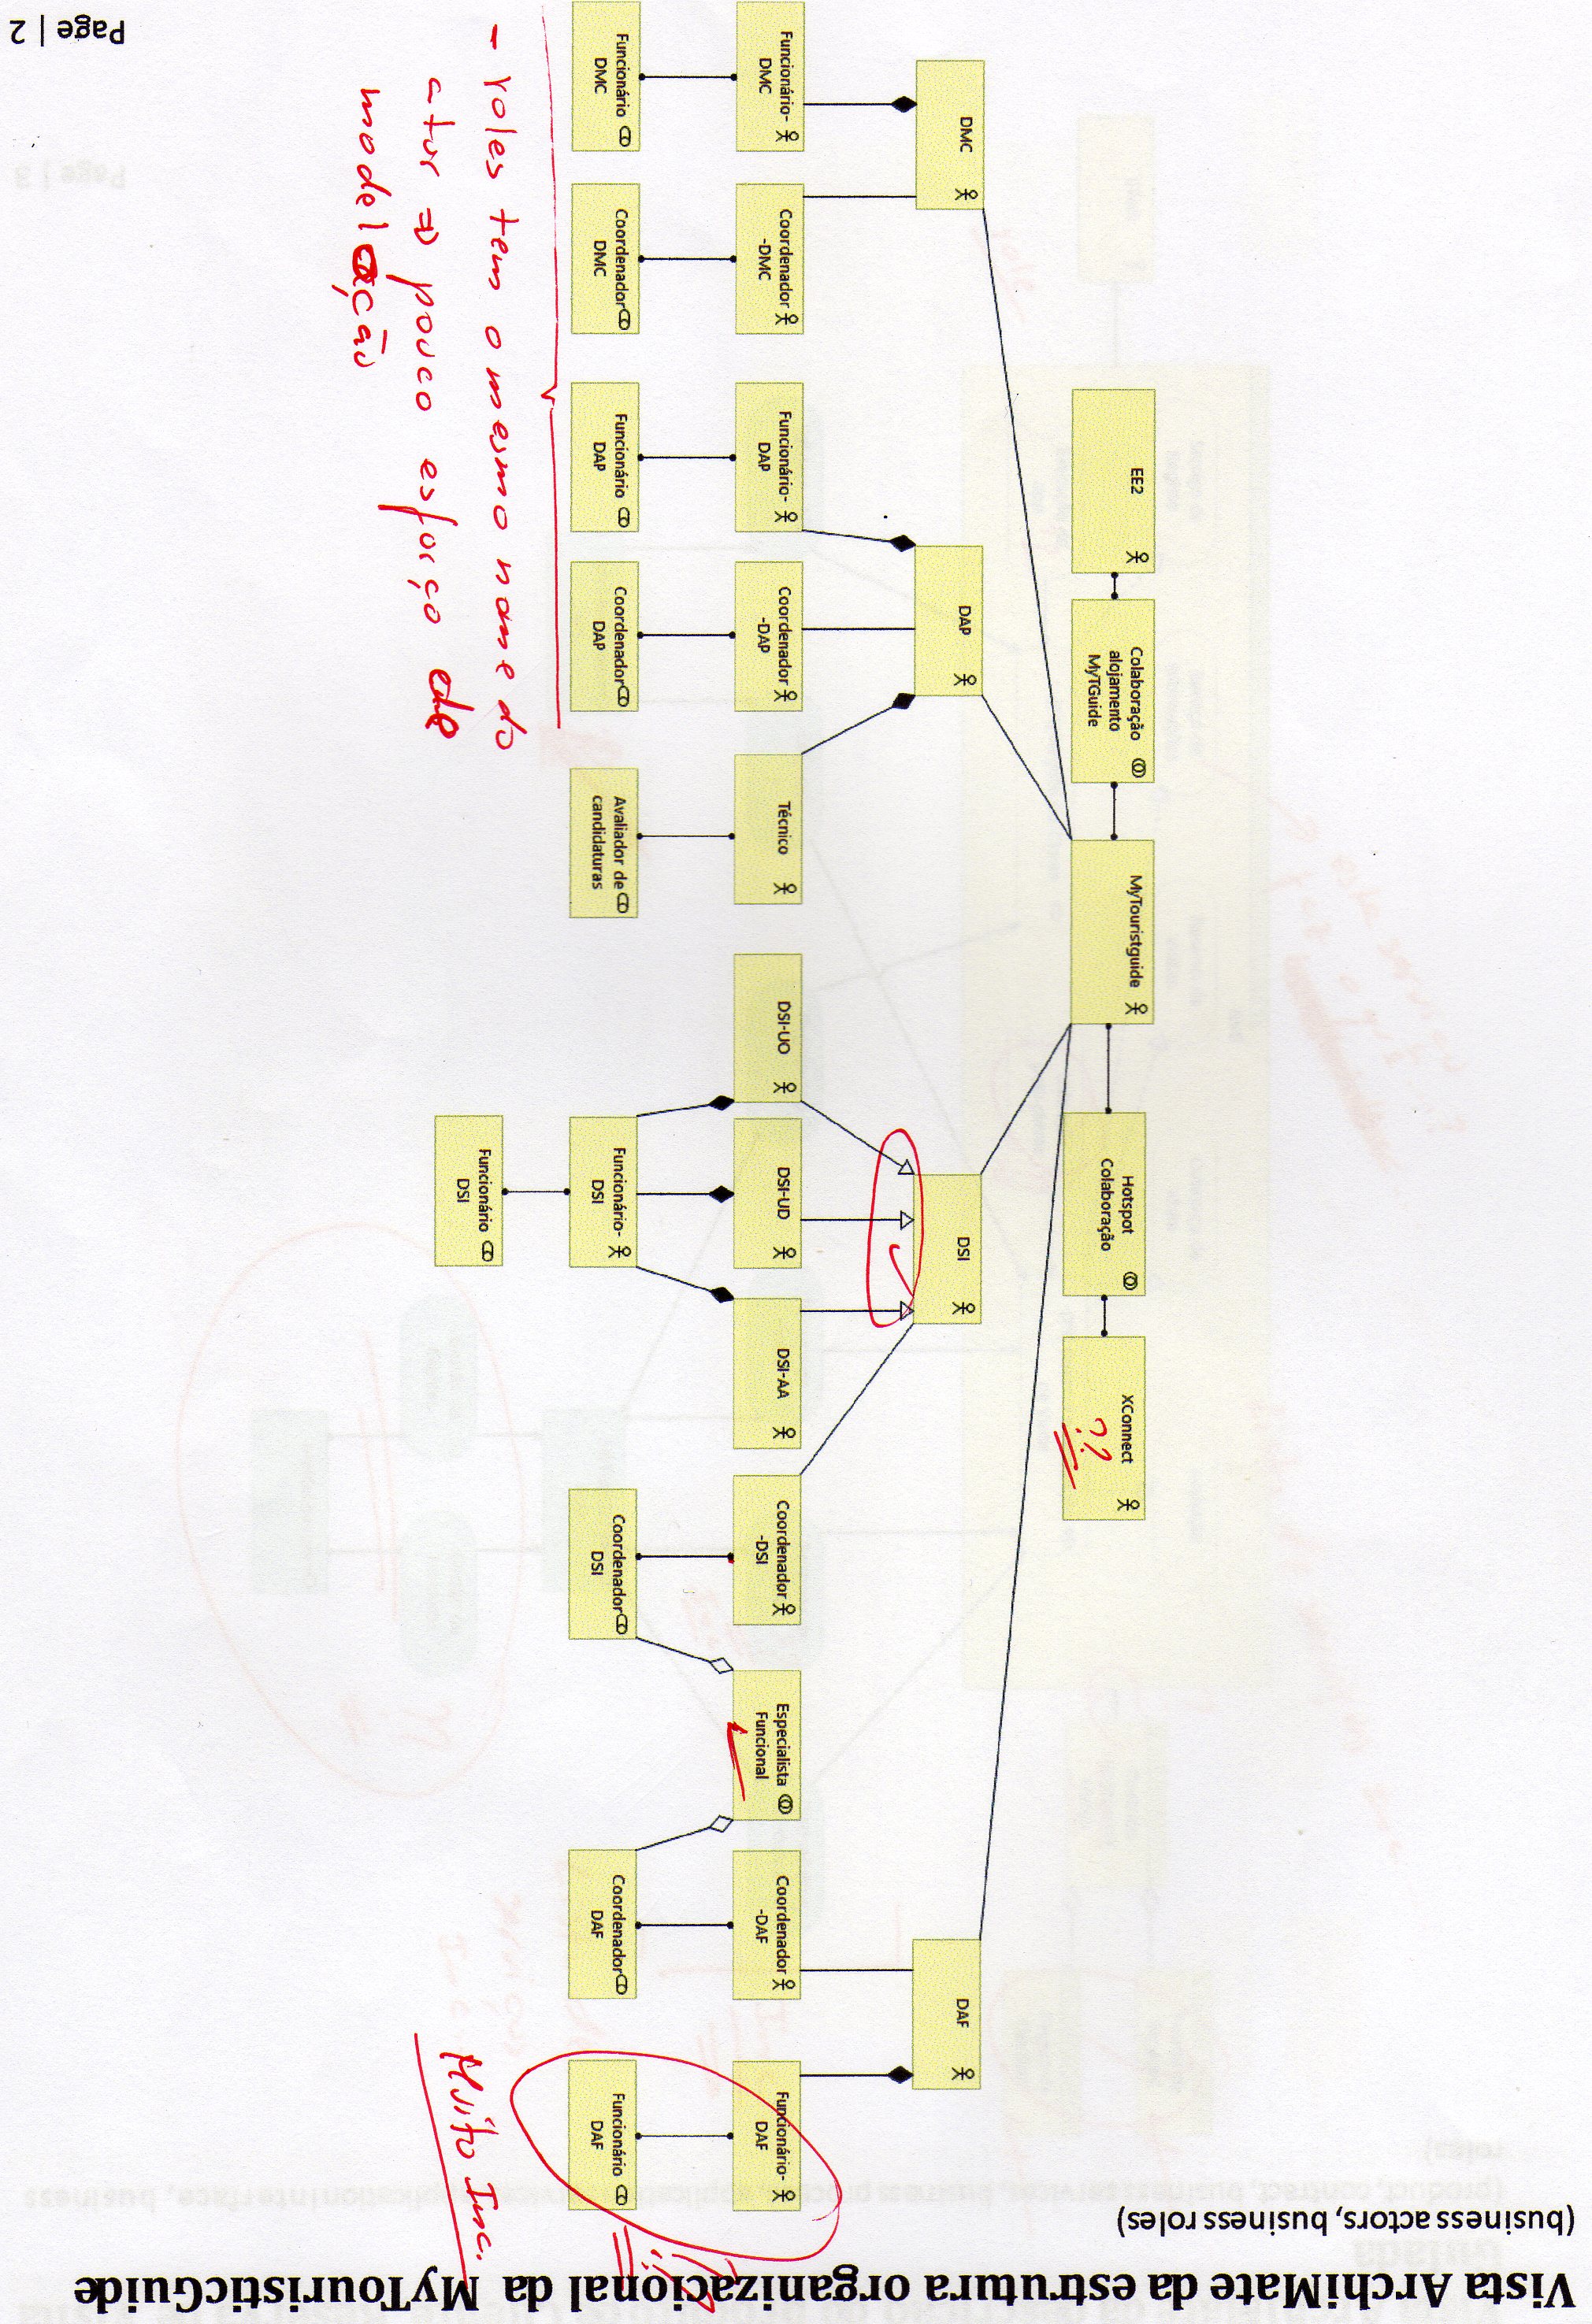 Vista ArchiMate da estrutura organizacional da MyTouristicGuide
(business actors, business roles)
EE2
Colaboração
alojamento
MyTGuide
MyTouristguide
Hotspot
Colaboração
XConnect
??
DMC
DAP
DSI
DAF
Funcionário-
DMC
Coordenador
-DMC
Funcionário-
DAP
Coordenador
-DAP
Técnico
DSI-UO
DSI-UD
DSI-AA
Coordenador
-DSI
Especialista
Funcional
Coordenador
-DAF
Funcionário-
DAF
??
Muito Inc.
Funcionário
DMC
Coordenador
DMC
Funcionário
DAP
Coordenador
DAP
Avaliador de
candidaturas
Funcionário-
DSI
Coordenador
DSI
Coordenador
DAF
Funcionário
DAF
Funcionário
DSI
- roles tem o mesmo nome do
ator => pouco esforço de
modelação
Page | 2